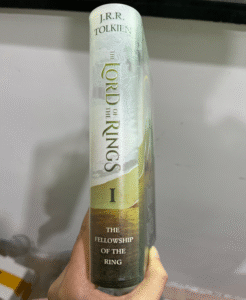 J.R.R.
TOLKIEN
THE LORD OF THE RINGS
I
THE
FELLOWSHIP
OF THE
RING